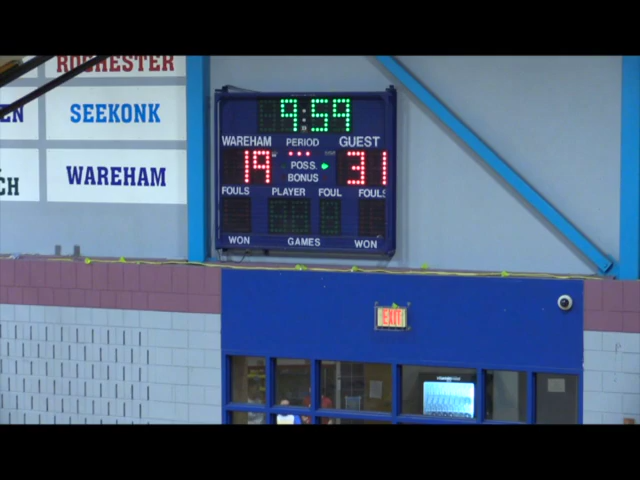 ROCHESTER
SEEKONK
WAREHAM
9:59
WAREHAM PERIOD GUEST
19 POSS. 31
BONUS
FOULS PLAYER FOUL FOULS
WON GAMES WON
EXIT